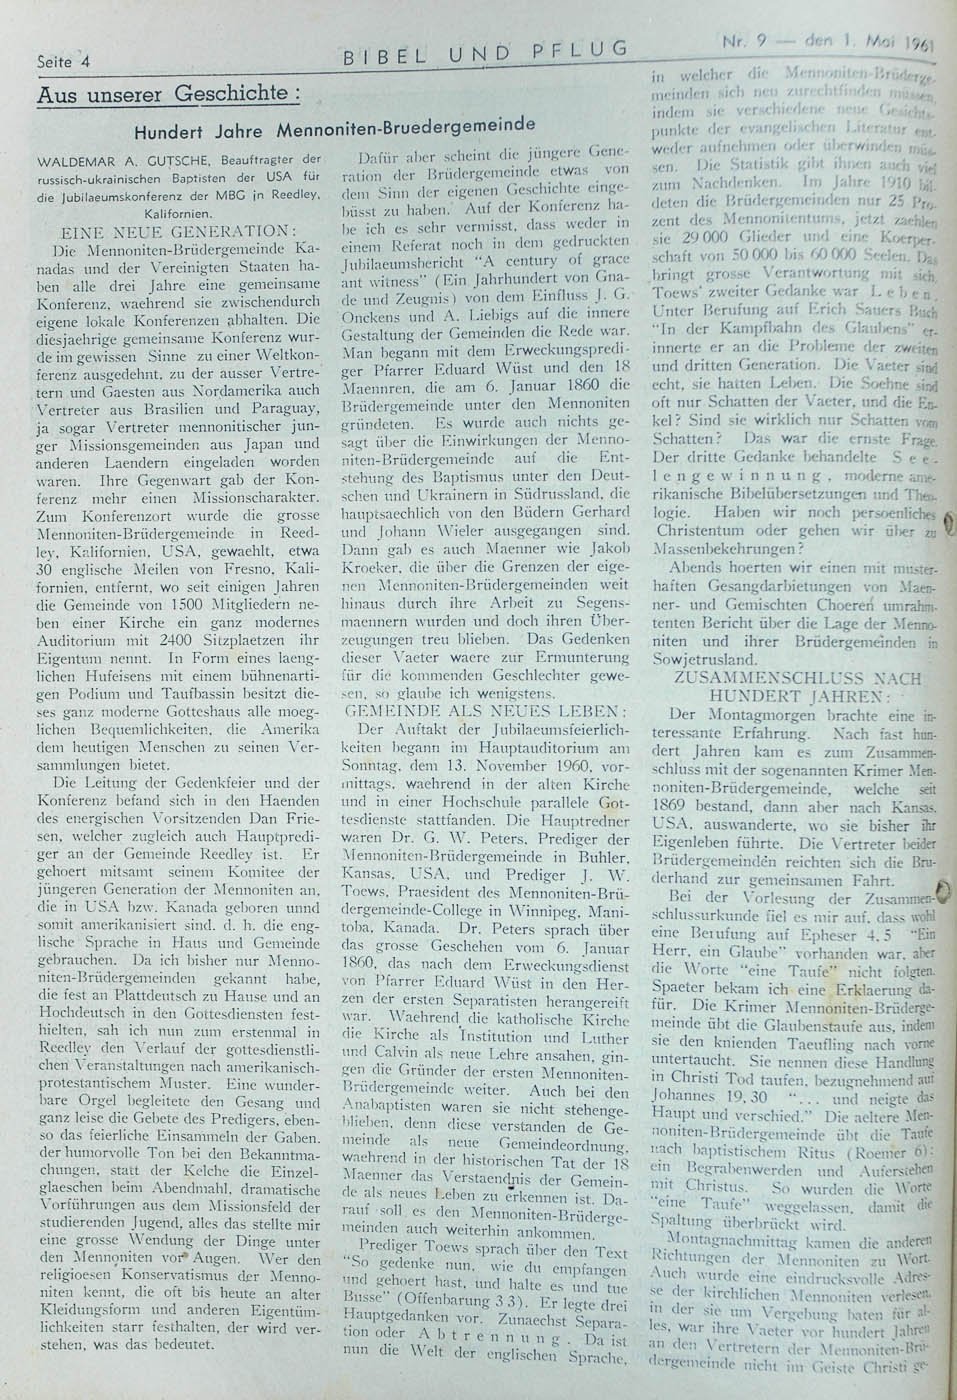 Seite 4
BIBEL UND PFLUG
Nr. 9 — den 1. Mai 1961
Aus unserer Geschichte :
Hundert Jahre Mennoniten-Bruedergemeinde
WALDEMAR A. GUTSCHE, Beauftragter der
russisch-ukrainischen Baptisten der USA für
die Jubilaeumskonferenz der MBG in Reedley,
Kalifornien.
EINE NEUE GENERATION :
Die Mennoniten-Brüdergemeinde Ka-
nadas und der Vereinigten Staaten ha-
ben alle drei Jahre eine gemeinsame
Konferenz, waehrend sie zwischendurch
eigene lokale Konferenzen abhalten. Die
diesjaehrige gemeinsame Konferenz wur-
de im gewissen Sinne zu einer Weltkon-
ferenz ausgedehnt, zu der ausser Vertre-
tern und Gaesten aus Nordamerika auch
Vertreter aus Brasilien und Paraguay,
ja sogar Vertreter mennonitischer jun-
ger Missionsgemeinden aus Japan und
anderen Laendern eingeladen worden
waren. Ihre Gegenwart gab der Kon-
ferenz mehr einen Missionscharakter.
Zum Konferenzort wurde die grosse
Mennoniten-Brüdergemeinde in Reed-
ley, Kalifornien, USA, gewaehlt, etwa
30 englische Meilen von Fresno, Kali-
fornien, entfernt, wo seit einigen Jahren
die Gemeinde von 1500 Mitgliedern ne-
ben einer Kirche ein ganz modernes
Auditorium mit 2400 Sitzplaetzen ihr
Eigentum nennt. In Form eines laeng-
lichen Hufeisens mit einem bühnenarti-
gen Podium und Taufbassin besitzt die-
ses ganz moderne Gotteshaus alle moeg-
lichen Bequemlichkeiten, die Amerika
dem heutigen Menschen zu seinen Ver-
sammlungen bietet.
Die Leitung der Gedenkfeier und der
Konferenz befand sich in den Haenden
des energischen Vorsitzenden Dan Frie-
sen, welcher zugleich auch Hauptpredi-
ger an der Gemeinde Reedley ist. Er
gehoert mitsamt seinem Komitee der
jüngeren Generation der Mennoniten an,
die in USA bzw. Kanada geboren unnd
somit amerikanisiert sind, d. h. die eng-
lische Sprache in Haus und Gemeinde
gebrauchen. Da ich bisher nur Menno-
niten-Brüdergemeinden gekannt habe,
die fest an Plattdeutsch zu Hause und an
Hochdeutsch in den Gottesdiensten fest-
hielten, sah ich nun zum erstenmal in
Reedley den Verlauf der gottesdienstli-
chen Veranstaltungen nach amerikanisch-
protestantischem Muster. Eine wunder-
bare Orgel begleitete den Gesang und
ganz leise die Gebete des Predigers, eben-
so das feierliche Einsammeln der Gaben,
der humorvolle Ton bei den Bekanntma-
chungen, statt der Kelche die Einzel-
glaeschen beim Abendmahl, dramatische
Vorführungen aus dem Missionsfeld der
studierenden Jugend, alles das stellte mir
eine grosse Wendung der Dinge unter
den Mennoniten vor Augen. Wer den
religioesen Konservatismus der Menno-
niten kennt, die oft bis heute an alter
Kleidungsform und anderen Eigentüm-
lichkeiten starr festhalten, der wird ver-
stehen, was das bedeutet.
Dafür aber scheint die jüngere Gene-
ration der Brüdergemeinde etwas von
dem Sinn der eigenen Geschichte einge-
büsst zu haben. Auf der Konferenz ha-
be ich es sehr vermisst, dass weder in
einem Referat noch in dem gedruckten
Jubilaeumsbericht "A century of grace
ant witness" (Ein Jahrhundert von Gna-
de und Zeugnis) von dem Einfluss J. G.
Onckens und A. Liebigs auf die innere
Gestaltung der Gemeinden die Rede war.
Man begann mit dem Erweckungspredi-
ger Pfarrer Eduard Wüst und den 18
Maennren, die am 6. Januar 1860 die
Brüdergemeinde unter den Mennoniten
gründeten. Es wurde auch nichts ge-
sagt über die Einwirkungen der Menno-
niten-Brüdergemeinde auf die Ent-
stehung des Baptismus unter den Deut-
schen und Ukrainern in Südrussland, die
hauptsaechlich von den Büdern Gerhard
und Johann Wieler ausgegangen sind.
Dann gab es auch Maenner wie Jakob
Kroeker, die über die Grenzen der eige-
nen Mennoniten-Brüdergemeinden weit
hinaus durch ihre Arbeit zu Segens-
maennern wurden und doch ihren Über-
zeugungen treu blieben. Das Gedenken
dieser Vaeter waere zur Ermunterung
für die kommenden Geschlechter gewe-
sen, so glaube ich wenigstens.
GEMEINDE ALS NEUES LEBEN :
Der Auftakt der Jubilaeumsfeierlich-
keiten begann im Hauptauditorium am
Sonntag, dem 13. November 1960, vor-
mittags, waehrend in der alten Kirche
und in einer Hochschule parallele Got-
tesdienste stattfanden. Die Hauptredner
waren Dr. G. W. Peters, Prediger der
Mennoniten-Brüdergemeinde in Buhler,
Kansas, USA, und Prediger J. W.
Toews, Praesident des Mennoniten-Brü-
dergemeinde-College in Winnipeg, Mani-
toba, Kanada. Dr. Peters sprach über
das grosse Geschehen vom 6. Januar
1860, das nach dem Erweckungsdienst
von Pfarrer Eduard Wüst in den Her-
zen der ersten Separatisten herangereift
war. Waehrend die katholische Kirche
die Kirche als Institution und Luther
und Calvin als neue Lehre ansahen, gin-
gen die Gründer der ersten Mennoniten-
Brüdergemeinde weiter. Auch bei den
Anabaptisten waren sie nicht stehenge-
blieben, denn diese verstanden de Ge-
meinde als neue Gemeindeordnung,
waehrend in der historischen Tat der 18
Maenner das Verstaendnis der Gemein-
de als neues Leben zu erkennen ist. Da-
rauf soll es den Mennoniten-Brüderge-
meinden auch weiterhin ankommen.
Prediger Toews sprach über den Text
"So gedenke nun, wie du empfangen
und gehoert hast, und halte es und tue
Busse" (Offenbarung 3 3). Er legte drei
Hauptgedanken vor. Zunaechst Separa-
tion oder Abtrennung. Da ist
nun die Welt der englischen Sprache,
in welcher die Mennoniten-Brüderge-
meinden sich neu zurechtfinden müssen,
indem sie verschiedene neue Gesichts-
punkte der evangelischen Literatur ent-
weder aufnehmen oder überwinden müs-
sen. Die Statistik gibt ihnen auch viel
zum Nachdenken. Im Jahre 1910 bil-
deten die Brüdergemeinden nur 25 Pro-
zent des Mennonitentums, jetzt zaehlen
sie 29 000 Glieder und eine Koerper-
schaft von 50 000 bis 60 000 Seelen. Das
bringt grosse Verantwortung mit sich.
Toews' zweiter Gedanke war Leben.
Unter Berufung auf Erich Sauers Buch
"In der Kampfbahn des Glaubens" er-
innerte er an die Probleme der zweiten
und dritten Generation. Die Vaeter sind
echt, sie hatten Leben. Die Soehne sind
oft nur Schatten der Vaeter, und die En-
kel? Sind sie wirklich nur Schatten vom
Schatten? Das war die ernste Frage.
Der dritte Gedanke behandelte See-
lengewinnung, moderne ame-
rikanische Bibelübersetzungen und Theo-
logie. Haben wir noch persoenliches
Christentum oder gehen wir über zu
Massenbekehrungen?
Abends hoerten wir einen mit muster-
haften Gesangdarbietungen von Maen-
ner- und Gemischten Choeren umrahm-
tenten Bericht über die Lage der Menno-
niten und ihrer Brüdergemeinden in
Sowjetrusland.
ZUSAMMENSCHLUSS NACH
HUNDERT JAHREN :
Der Montagmorgen brachte eine in-
teressante Erfahrung. Nach fast hun-
dert Jahren kam es zum Zusammen-
schluss mit der sogenannten Krimer Men-
noniten-Brüdergemeinde, welche seit
1869 bestand, dann aber nach Kansas,
USA, auswanderte, wo sie bisher ihr
Eigenleben führte. Die Vertreter beider
Brüdergemeinden reichten sich die Bru-
derhand zur gemeinsamen Fahrt.
Bei der Vorlesung der Zusammen-
schlussurkunde fiel es mir auf, dass wohl
eine Berufung auf Epheser 4, 5 "Ein
Herr, ein Glaube" vorhanden war, aber
die Worte "eine Taufe" nicht folgten.
Spaeter bekam ich eine Erklaerung da-
für. Die Krimer Mennoniten-Brüderge-
meinde übt die Glaubenstaufe aus, indem
sie den knienden Taeufling nach vorne
untertaucht. Sie nennen diese Handlung
in Christi Tod taufen, bezugnehmend auf
Johannes 19, 30 ". . . und neigte das
Haupt und verschied." Die aeltere Men-
noniten-Brüdergemeinde übt die Taufe
nach baptistischem Ritus (Roemer 6) :
ein Begrabenwerden und Auferstehen
mit Christus. So wurden die Worte
"eine Taufe" weggelassen, damit die
Spaltung überbrückt wird.
Montagnachmittag kamen die anderen
Richtungen der Mennoniten zu Wort.
Auch wurde eine eindrucksvolle Adres-
se der kirchlichen Mennoniten verlesen,
in der sie um Vergebung baten für al-
les, war ihre Vaeter vor hundert Jahren
an den Vertretern der Mennoniten-Brü-
dergemeinde nicht im Geiste Christi ge-